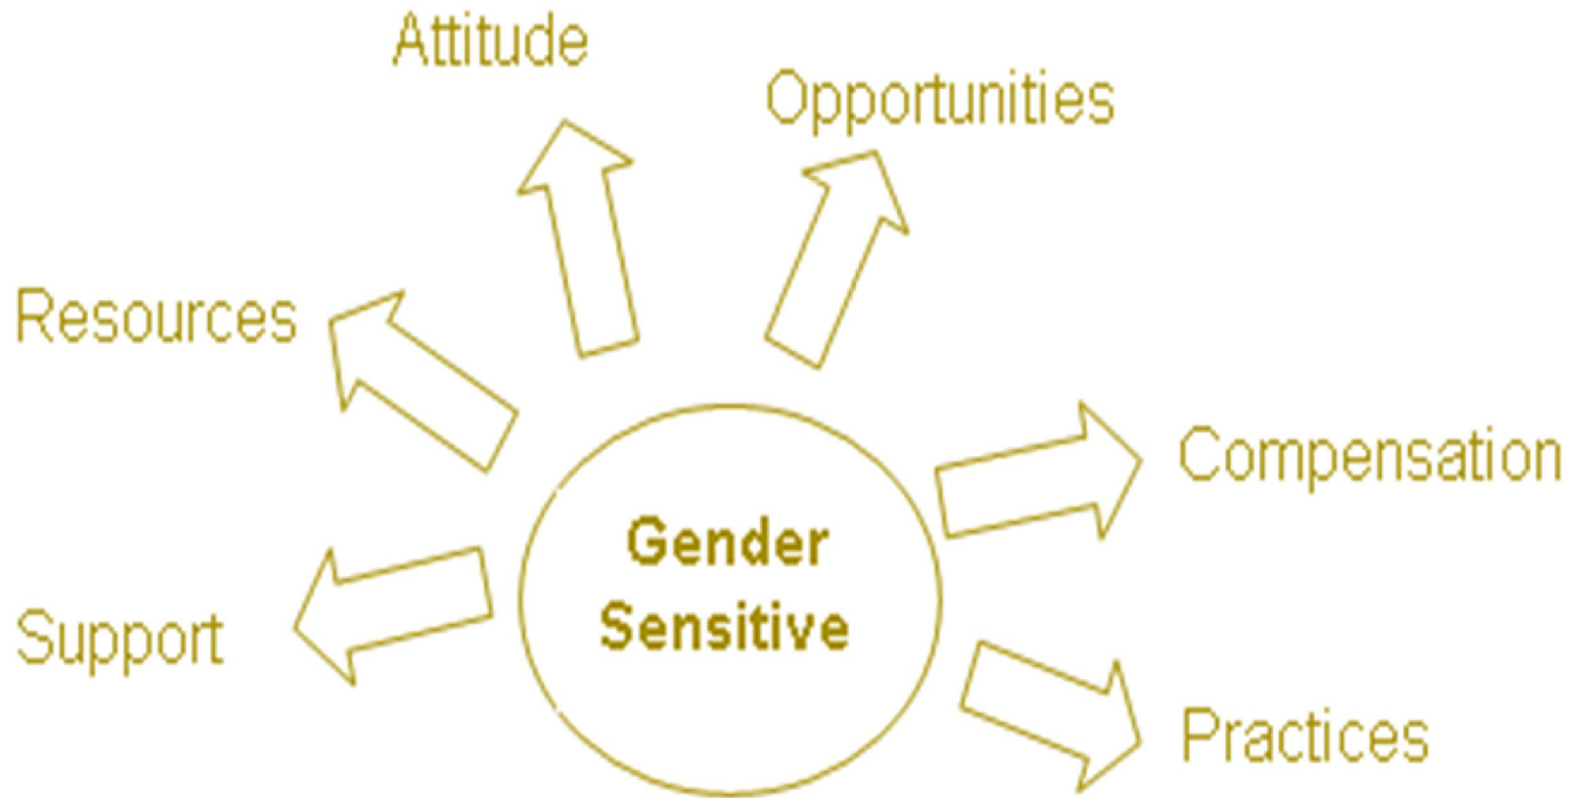 Attitude
Opportunities
Resources
Compensation
Gender
Sensitive
Support
Practices